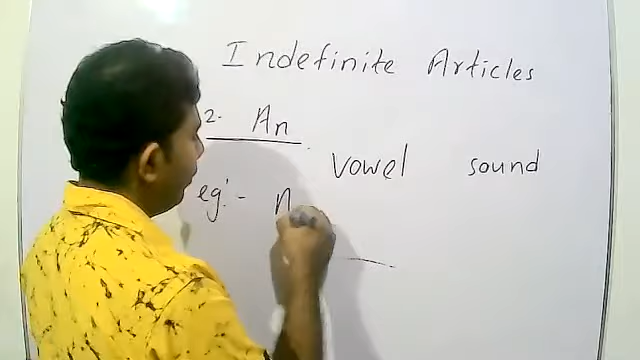 Indefinite Articles
2. An
vowel sound
eg:- n